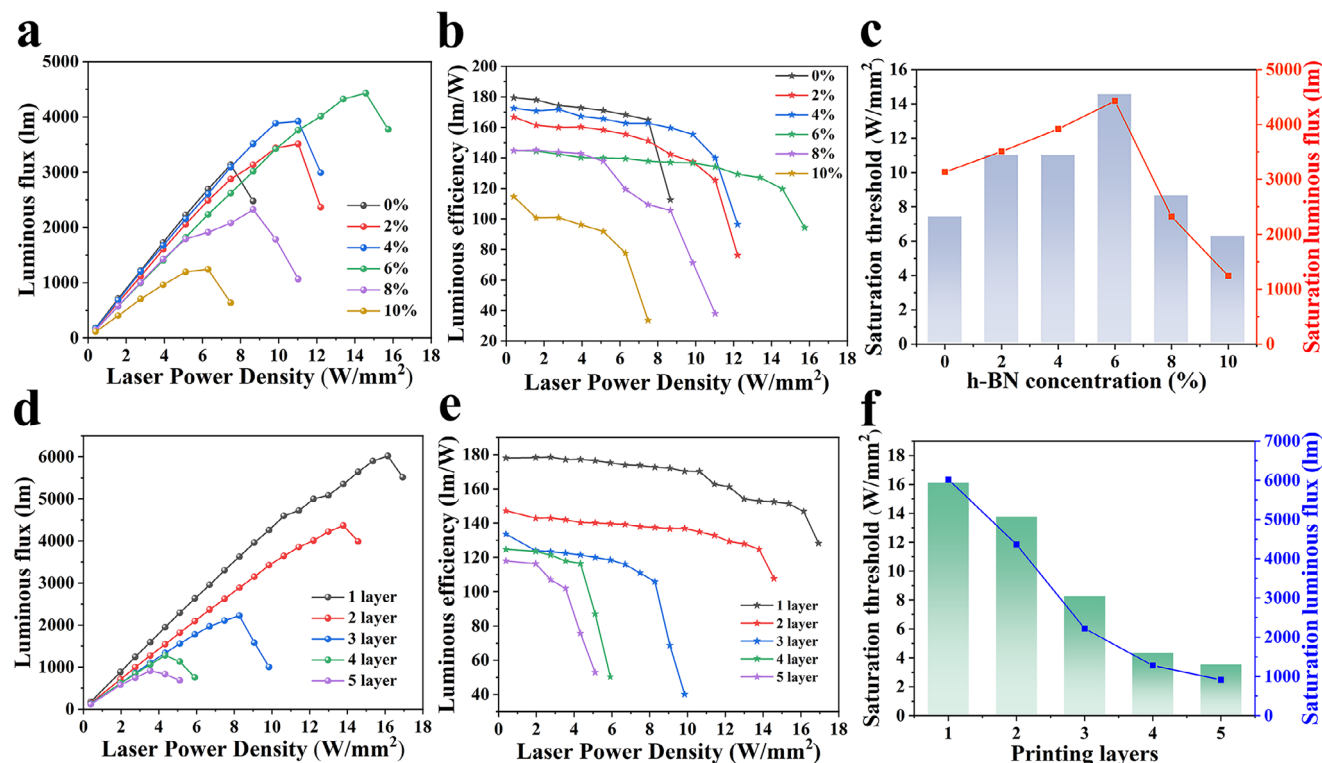 a
5000
4000
3000
2000
1000
0
Luminous flux (lm)
0%
2%
4%
6%
8%
10%
0 2 4 6 8 10 12 14 16 18
Laser Power Density (W/mm²)
b
200
180
160
140
120
100
80
60
40
20
Luminous efficiency (lm/W)
0%
2%
4%
6%
8%
10%
0 2 4 6 8 10 12 14 16 18
Laser Power Density (W/mm²)
c
16
14
12
10
8
6
4
2
0
Saturation threshold (W/mm²)
5000
4000
3000
2000
1000
0
Saturation luminous flux (lm)
0 2 4 6 8 10
h-BN concentration (%)
d
6000
5000
4000
3000
2000
1000
0
Luminous flux (lm)
1 layer
2 layer
3 layer
4 layer
5 layer
0 2 4 6 8 10 12 14 16 18
Laser Power Density (W/mm²)
e
180
160
140
120
100
80
60
40
Luminous efficiency (lm/W)
1 layer
2 layer
3 layer
4 layer
5 layer
0 2 4 6 8 10 12 14 16 18
Laser Power Density (W/mm²)
f
18
16
14
12
10
8
6
4
2
0
Saturation threshold (W/mm²)
7000
6000
5000
4000
3000
2000
1000
0
Saturation luminous flux (lm)
1 2 3 4 5
Printing layers